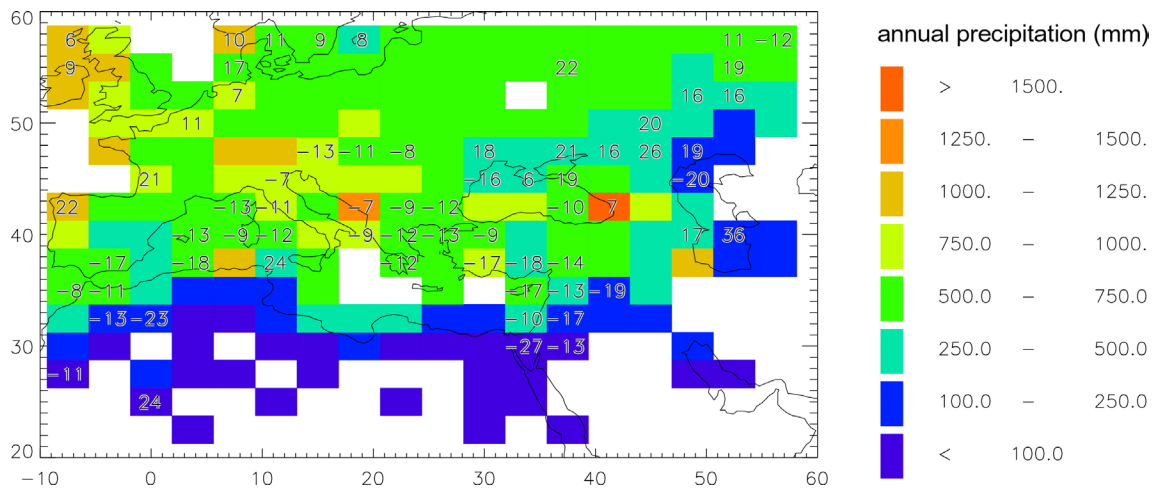 60
6 10 11 9 8 11 -12
9 17 22 19
7 16 16
50
11 20
-13 -11 -8 18 21 16 26 19
21 -7 -16 6 -19 -20
22 -13 -11 -7 -9 -12 -10 7
40
-13 -9 -12 -9 -12 -13 -9 17 36
-17 -18 24 -12 -17 -18 -14
-8 -11 -17 -13 -19
-13 -23 -10 -17
30
-27 -13
-11
24
20
-10 0 10 20 30 40 50 60
annual precipitation (mm)
> 1500.
1250. – 1500.
1000. – 1250.
750.0 – 1000.
500.0 – 750.0
250.0 – 500.0
100.0 – 250.0
< 100.0